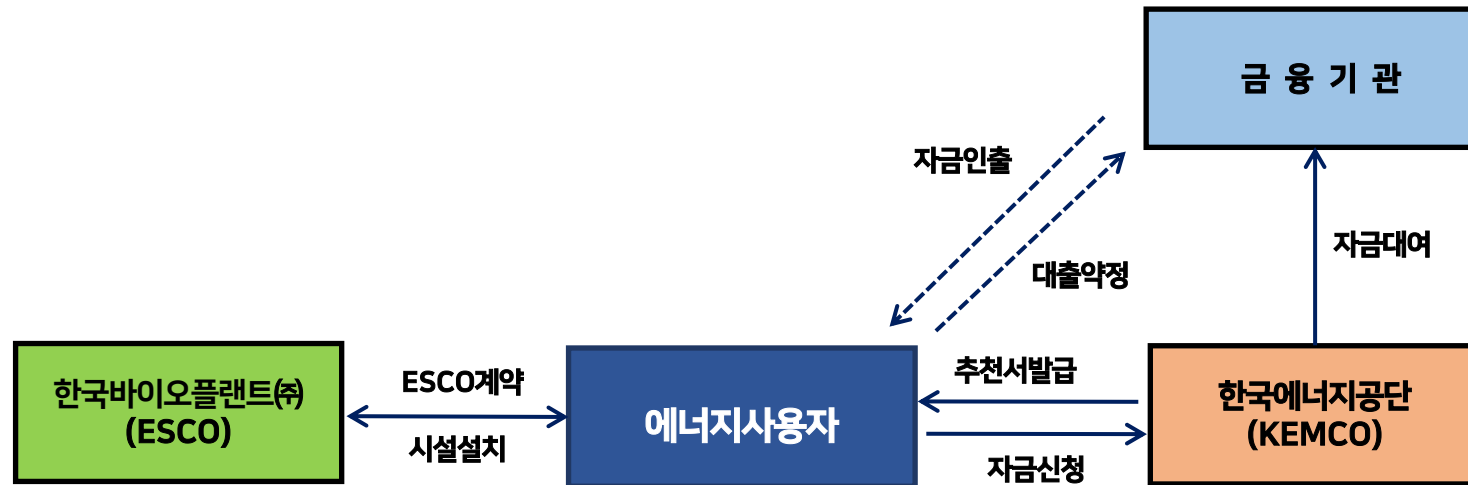 금 융 기 관
자금인출
자금대여
대출약정
한국바이오플랜트㈜
(ESCO)
ESCO계약
시설설치
에너지사용자
추천서발급
자금신청
한국에너지공단
(KEMCO)